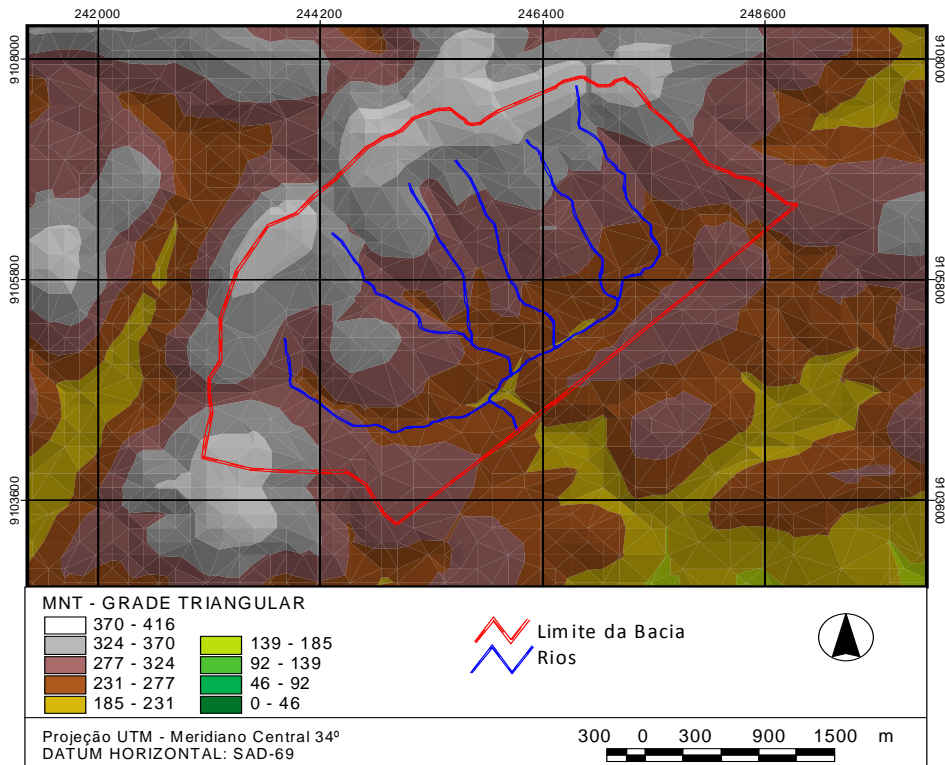 242000 244200 246400 248600
9108000 9108000
9105800 9105800
9103600 9103600
MNT - GRADE TRIANGULAR
370 - 416
324 - 370 139 - 185
277 - 324 92 - 139
231 - 277 46 - 92
185 - 231 0 - 46
Limite da Bacia
Rios
Projeção UTM - Meridiano Central 34º
DATUM HORIZONTAL: SAD-69
300 0 300 900 1500 m